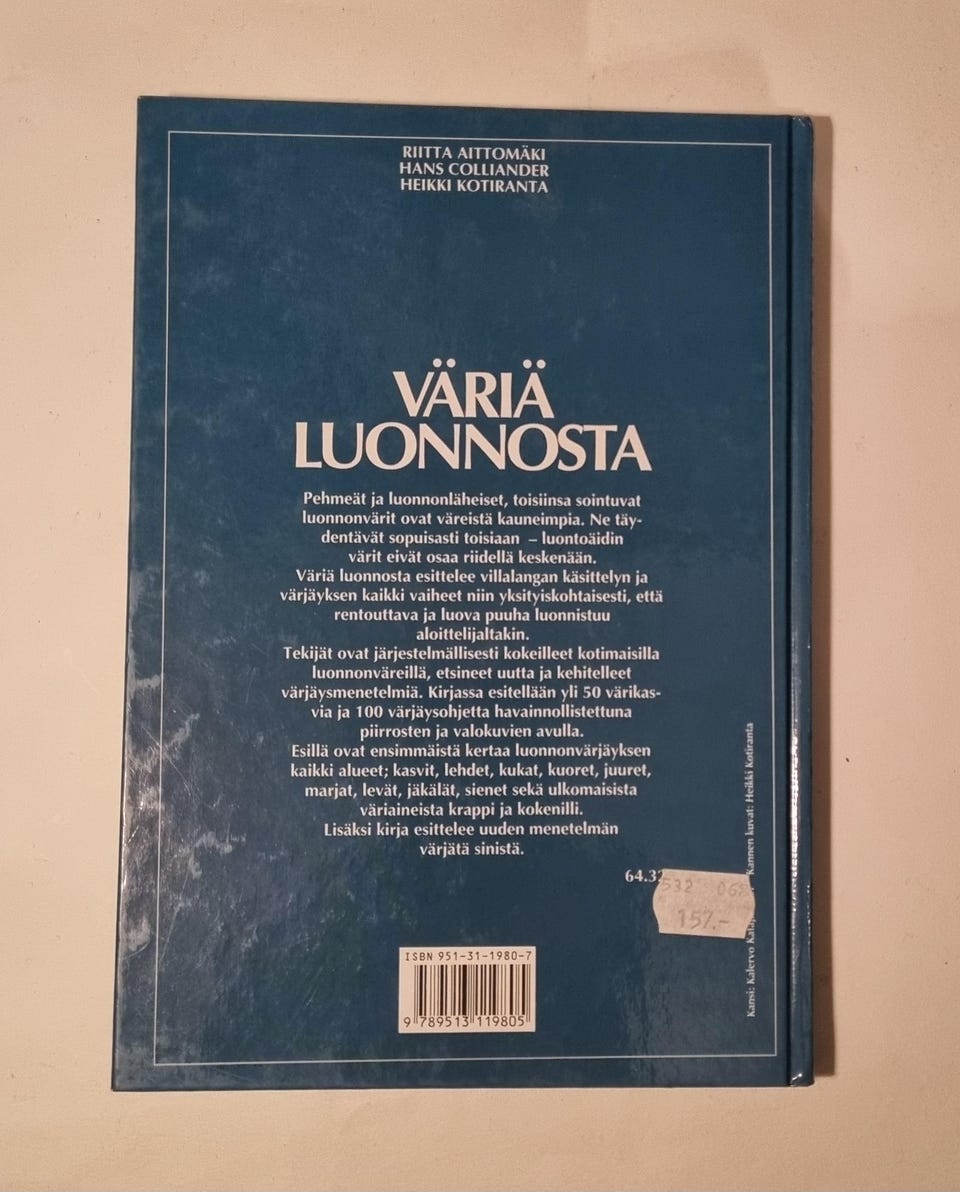 RIITTA AITTOMÄKI
HANS COLLIANDER
HEIKKI KOTIRANTA
VÄRIÄ
LUONNOSTA
Pehmeät ja luonnonläheiset, toisiinsa sointuvat
luonnonvärit ovat väreistä kauneimpia. Ne täy-
dentävät sopuisasti toisiaan – luontoäidin
värit eivät osaa riidellä keskenään.
Väriä luonnosta esittelee villalangan käsittelyn ja
värjäyksen kaikki vaiheet niin yksityiskohtaisesti, että
rentouttava ja luova puuha luonnistuu
aloittelijaltakin.
Tekijät ovat järjestelmällisesti kokeilleet kotimaisilla
luonnonväreillä, etsineet uutta ja kehitelleet
värjäysmenetelmiä. Kirjassa esitellään yli 50 värikas-
via ja 100 värjäysohjetta havainnollistettuna
piirrosten ja valokuvien avulla.
Esillä ovat ensimmäistä kertaa luonnonvärjäyksen
kaikki alueet; kasvit, lehdet, kukat, kuoret, juuret,
marjat, levät, jäkälät, sienet sekä ulkomaisista
väriaineista krappi ja kokenilli.
Lisäksi kirja esittelee uuden menetelmän
värjätä sinistä.
64.32
532 06
157.-
ISBN 951-31-1980-7
9 789513 119805
Kansi: Kalervo Kannen kuvat: Heikki Kotiranta